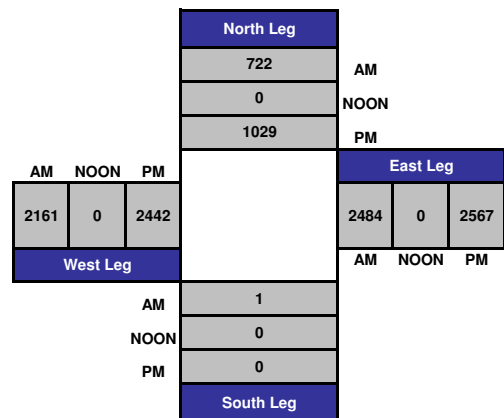 North Leg
722 AM
0 NOON
1029 PM
AM NOON PM
East Leg
2161 0 2442
2484 0 2567
West Leg
AM NOON PM
AM 1
NOON 0
PM 0
South Leg